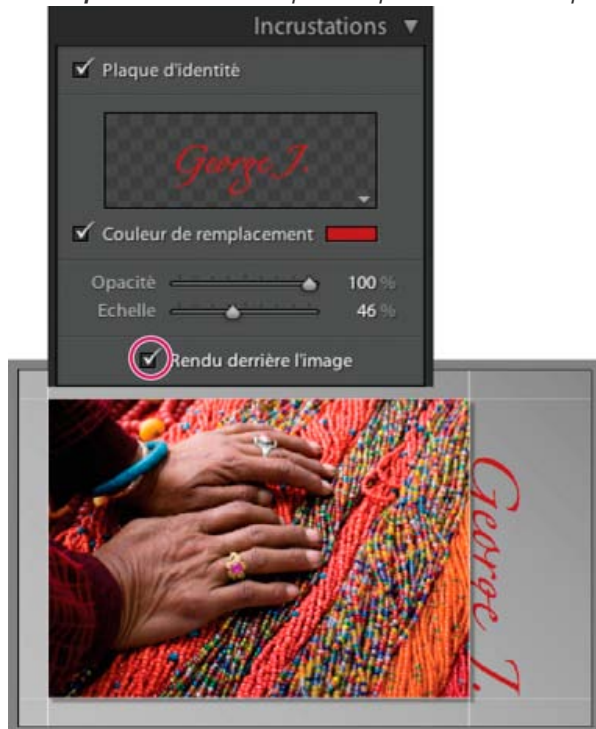 Incrustations
Plaque d'identité
George J.
Couleur de remplacement
Opacité 100 %
Echelle 46 %
Rendu derrière l'image
George J.